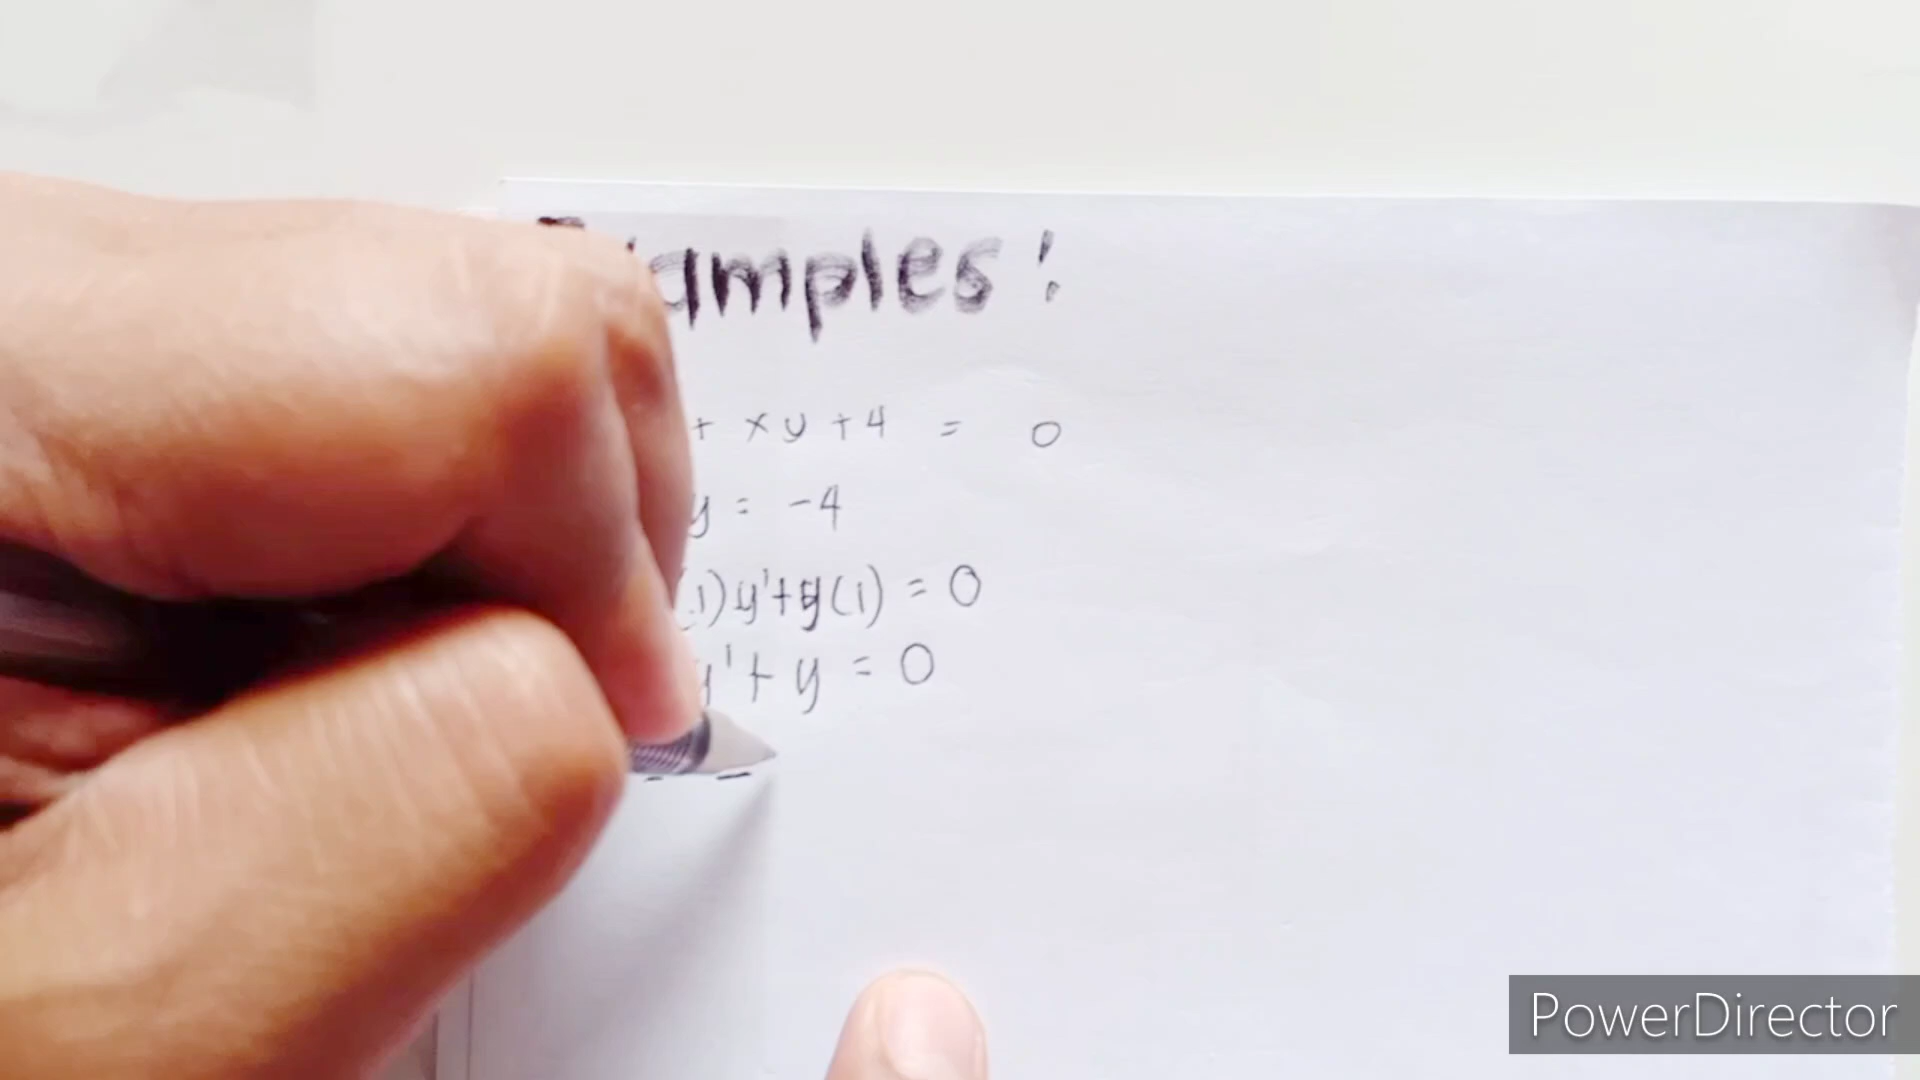 amples :
+ xy + 4 = 0
y = -4
(1)y'+y(1) = 0
y' + y = 0
PowerDirector